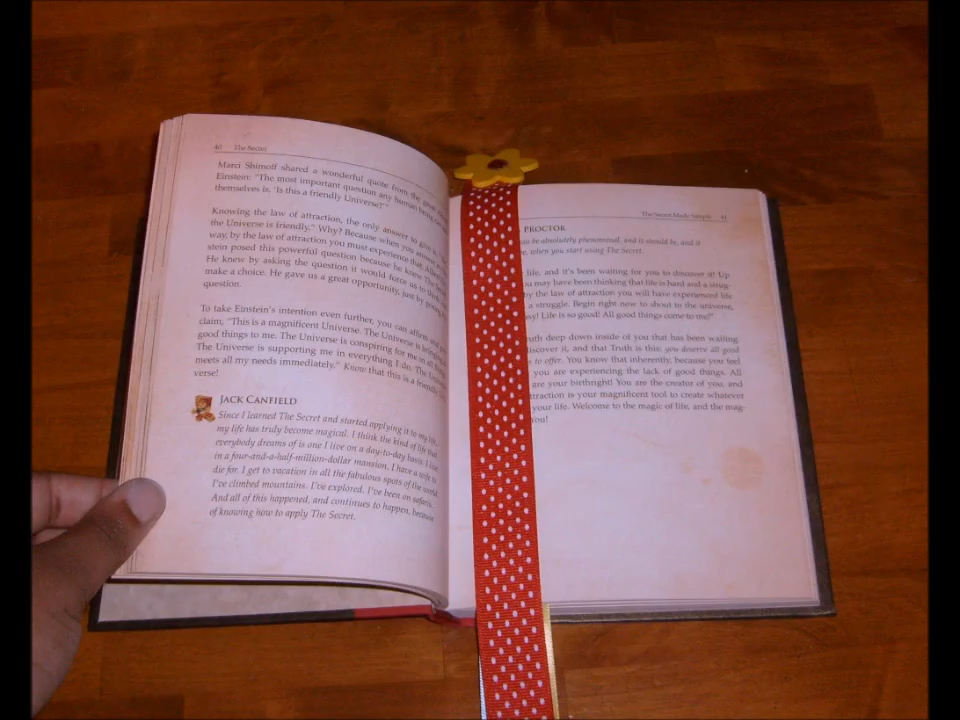 40 The Secret
Marci Shimoff shared a wonderful quote from the great
Einstein: "The most important question any human being can
themselves is, 'Is this a friendly Universe?'"
Knowing the law of attraction, the only answer to give is
the Universe is friendly." Why? Because when you answer
way, by the law of attraction you must experience that.
stein posed this powerful question because he knew The
He knew by asking the question it would force us to think
make a choice. He gave us a great opportunity, just by
question.
To take Einstein's intention even further, you can affirm and
claim, "This is a magnificent Universe. The Universe is
good things to me. The Universe is conspiring for me in
The Universe is supporting me in everything I do. The
meets all my needs immediately." Know that this is a friendly
verse!
JACK CANFIELD
Since I learned The Secret and started applying it to my life,
my life has truly become magical. I think the kind of life that
everybody dreams of is one I live on a day-to-day basis. I live
in a four-and-a-half-million-dollar mansion. I have a wife to
die for. I get to vacation in all the fabulous spots of the world.
I've climbed mountains. I've explored. I've been on safaris.
And all of this happened, and continues to happen, because
of knowing how to apply The Secret.
The Secret Made Simple 41
PROCTOR
can be absolutely phenomenal, and it should be, and it
when you start using The Secret.
life, and it's been waiting for you to discover it! Up
you may have been thinking that life is hard and a strug-
by the law of attraction you will have experienced life
a struggle. Begin right now to shout to the universe,
Life is so good! All good things come to me!"
deep down inside of you that has been waiting
discover it, and that Truth is this: you deserve all good
to offer. You know that inherently, because you feel
you are experiencing the lack of good things. All
are your birthright! You are the creator of you, and
attraction is your magnificent tool to create whatever
your life. Welcome to the magic of life, and the mag-
You!